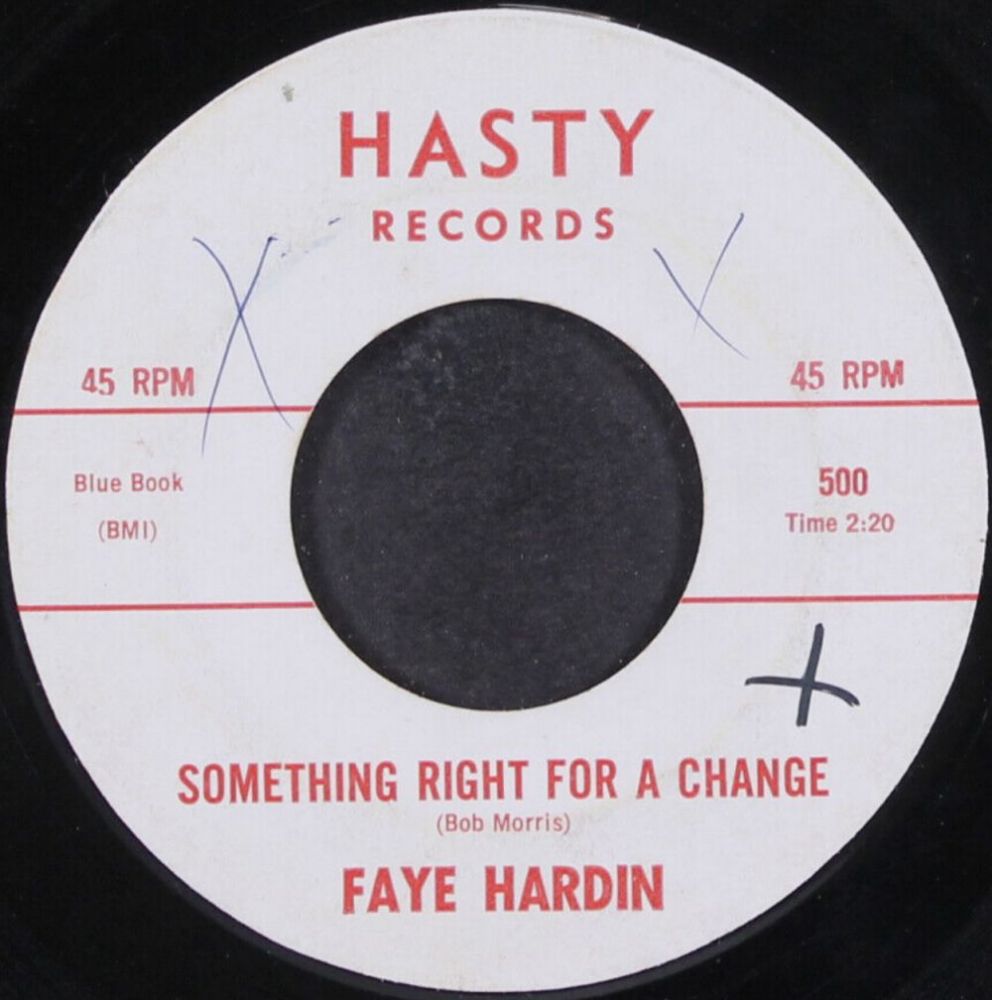 HASTY
RECORDS
45 RPM
45 RPM
Blue Book
(BMI)
500
Time 2:20
SOMETHING RIGHT FOR A CHANGE
(Bob Morris)
FAYE HARDIN